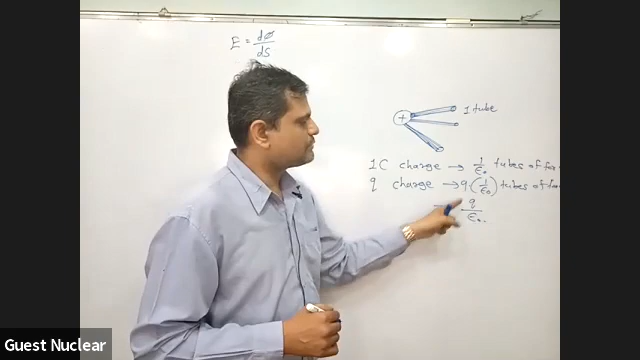 E = dφ/ds
+
1 tube
1C charge → 1/ε₀ tubes of for
q charge → q (1/ε₀) tubes of for
q/ε₀
Guest Nuclear